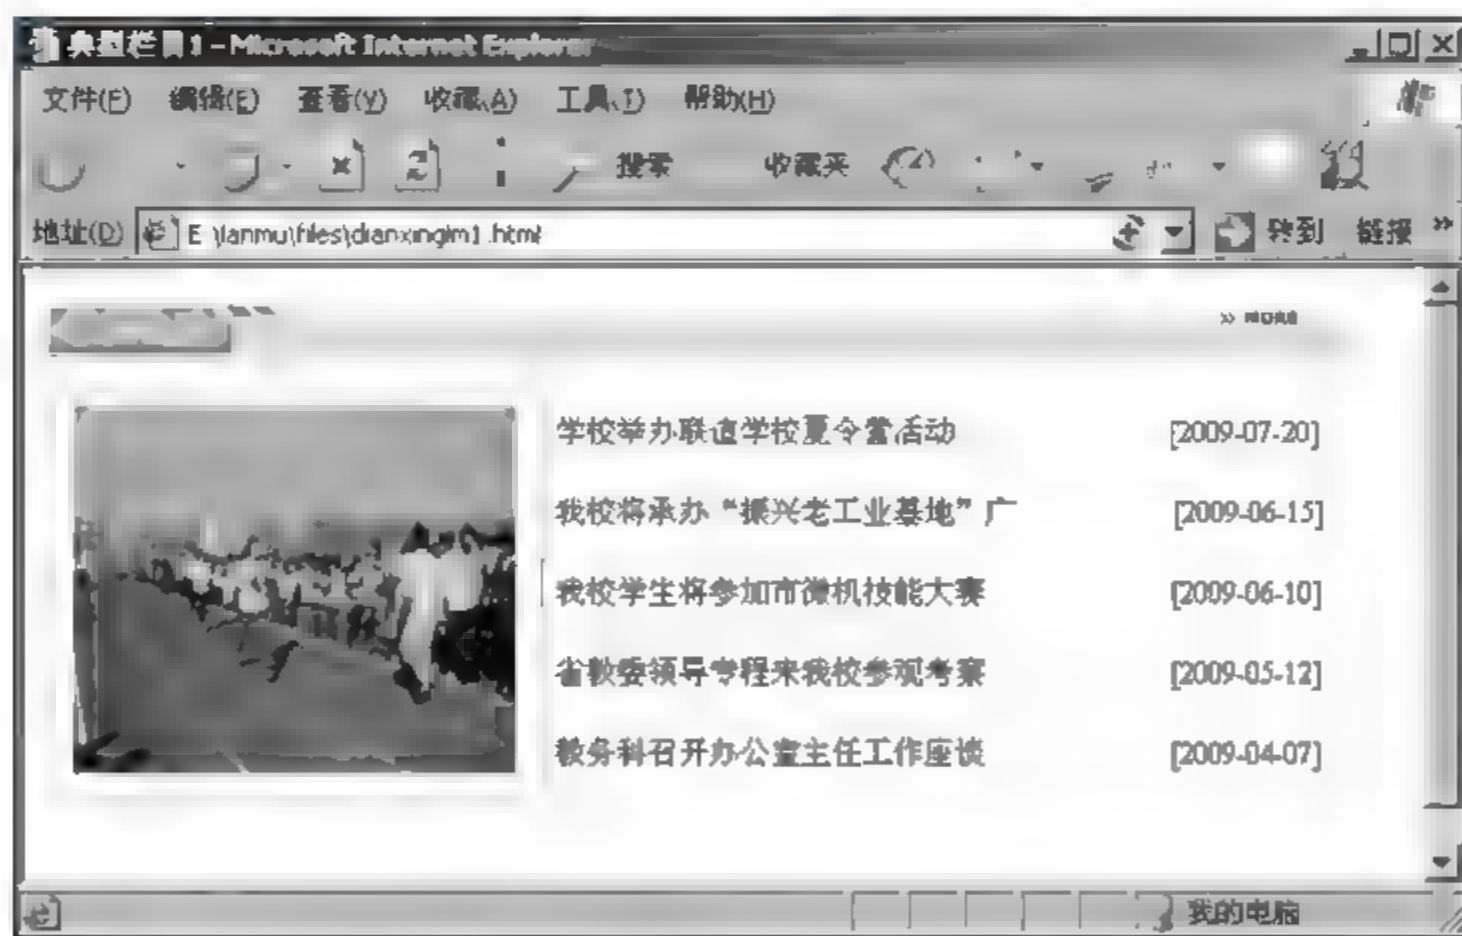 典型栏目1 - Microsoft Internet Explorer
文件(F) 编辑(E) 查看(V) 收藏(A) 工具(T) 帮助(H)
搜索 收藏夹
地址(D) E:\lanmu\files\dianxinglm1.html 转到 链接 »
» MORE
学校举办联谊学校夏令营活动 [2009-07-20]
我校将承办“振兴老工业基地”广 [2009-06-15]
我校学生将参加市微机技能大赛 [2009-06-10]
省教委领导专程来我校参观考察 [2009-05-12]
教务科召开办公室主任工作座谈 [2009-04-07]
我的电脑